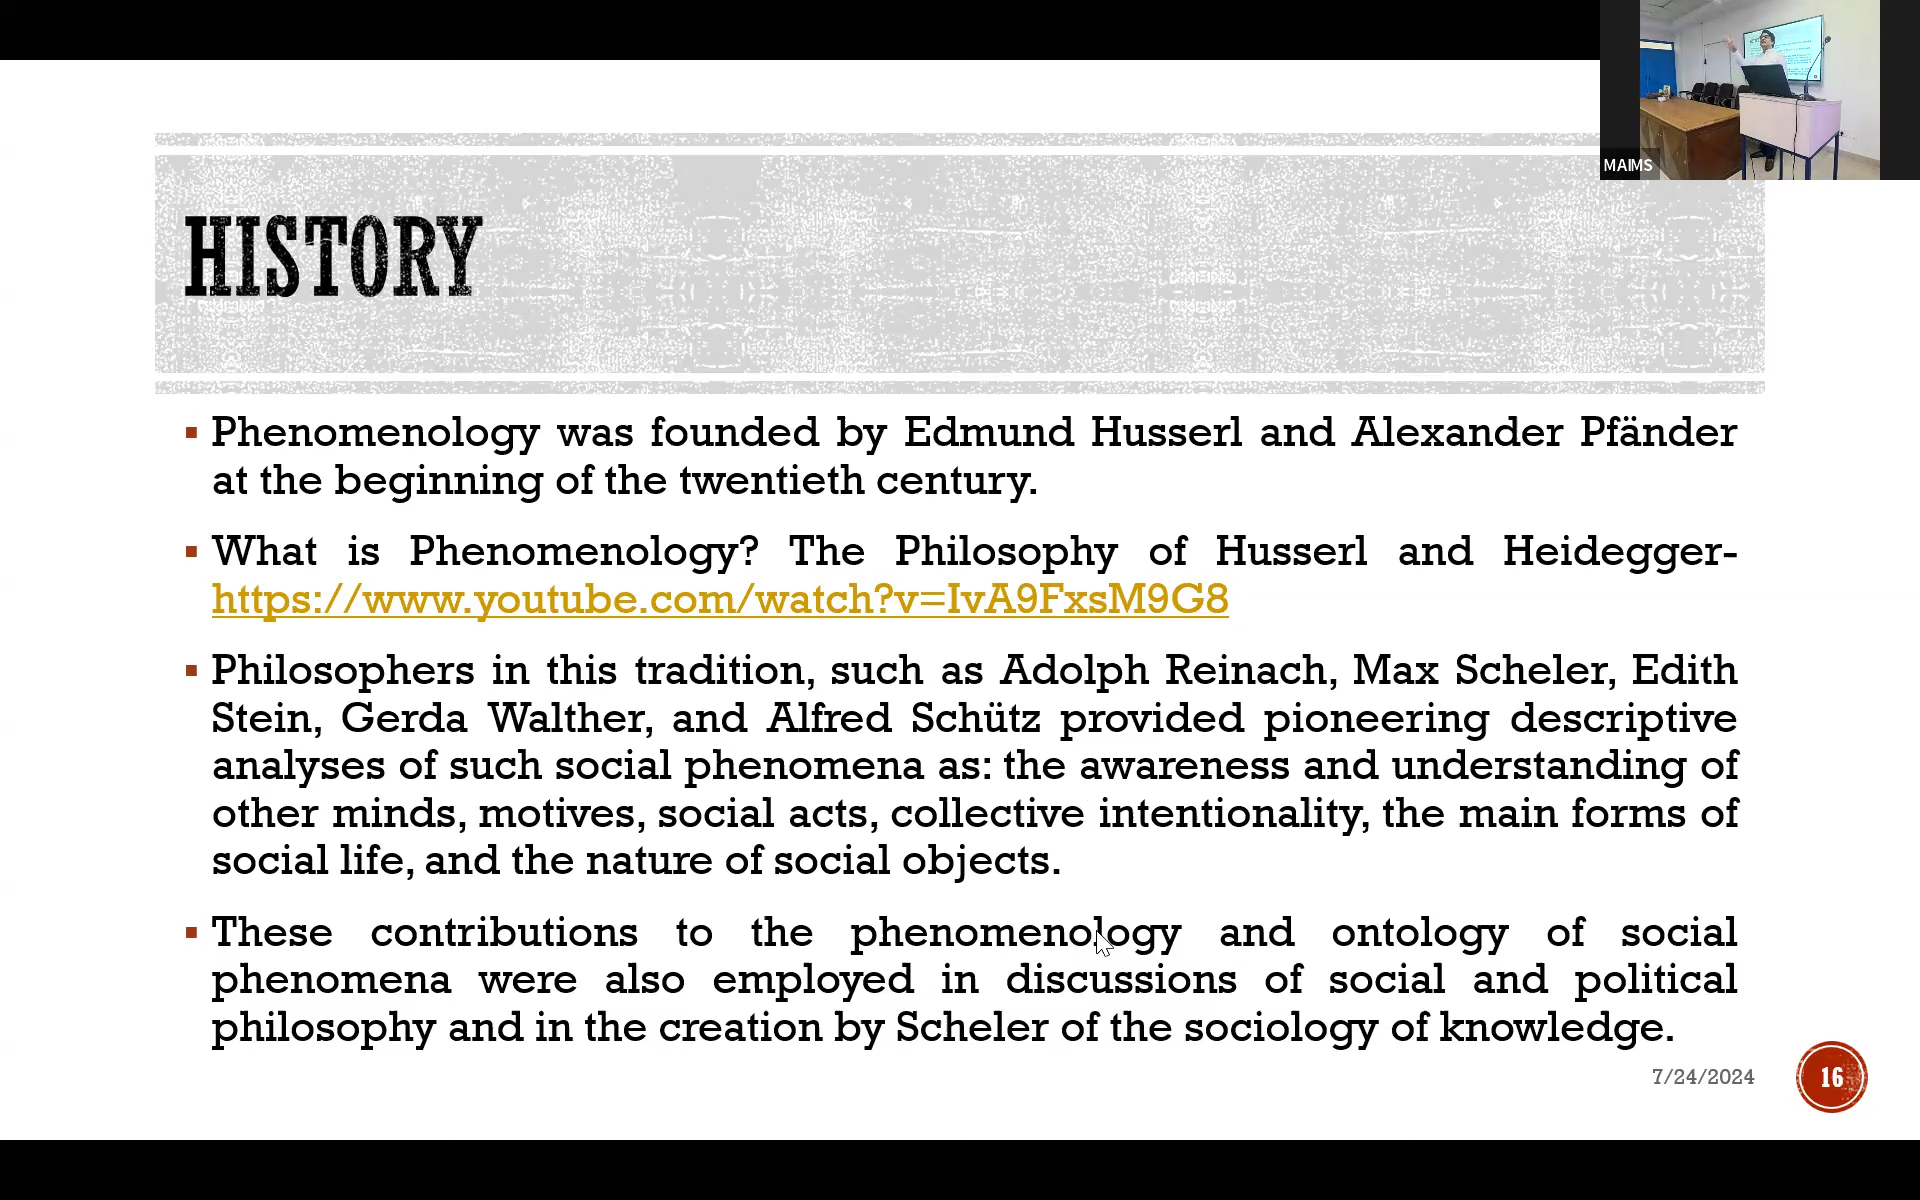 MAIMS
HISTORY
Phenomenology was founded by Edmund Husserl and Alexander Pfänder
at the beginning of the twentieth century.
What is Phenomenology? The Philosophy of Husserl and Heidegger-
https://www.youtube.com/watch?v=IvA9FxsM9G8
Philosophers in this tradition, such as Adolph Reinach, Max Scheler, Edith
Stein, Gerda Walther, and Alfred Schütz provided pioneering descriptive
analyses of such social phenomena as: the awareness and understanding of
other minds, motives, social acts, collective intentionality, the main forms of
social life, and the nature of social objects.
These contributions to the phenomenology and ontology of social
phenomena were also employed in discussions of social and political
philosophy and in the creation by Scheler of the sociology of knowledge.
7/24/2024
16